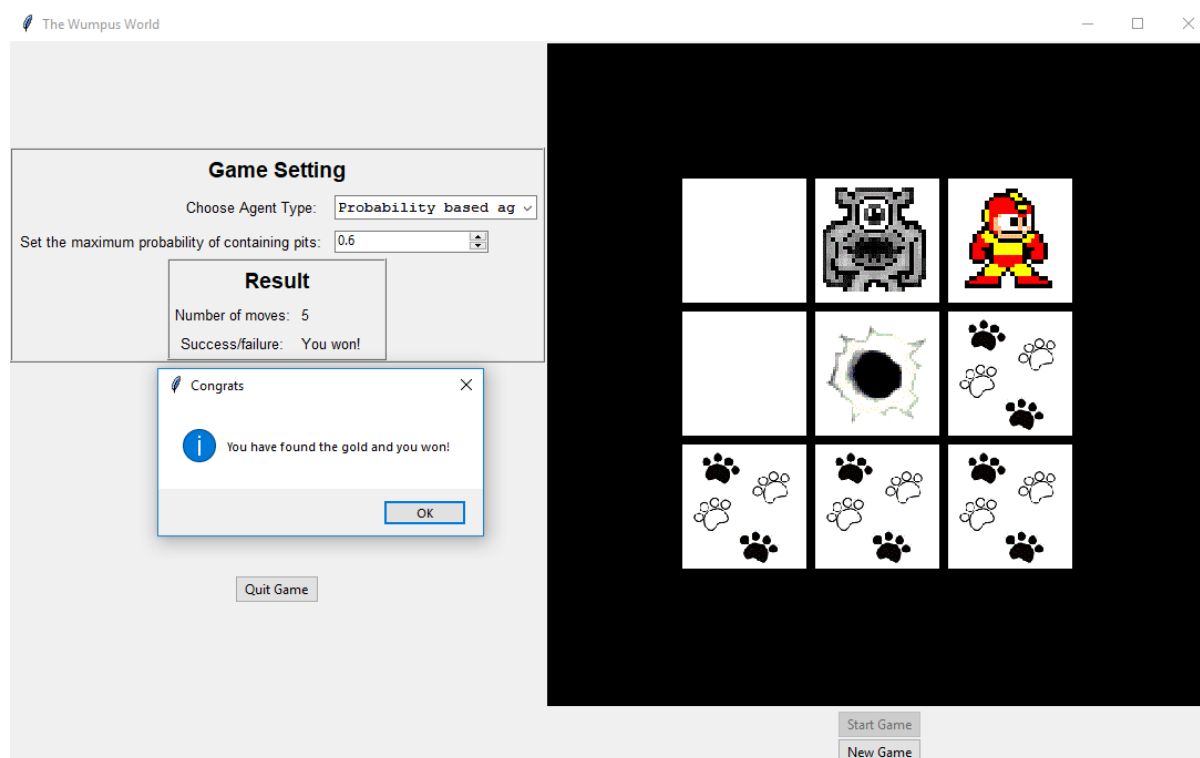 The Wumpus World
Game Setting
Choose Agent Type: Probability based ag
Set the maximum probability of containing pits: 0.6
Result
Number of moves: 5
Success/failure: You won!
Congrats
You have found the gold and you won!
OK
Quit Game
Start Game
New Game